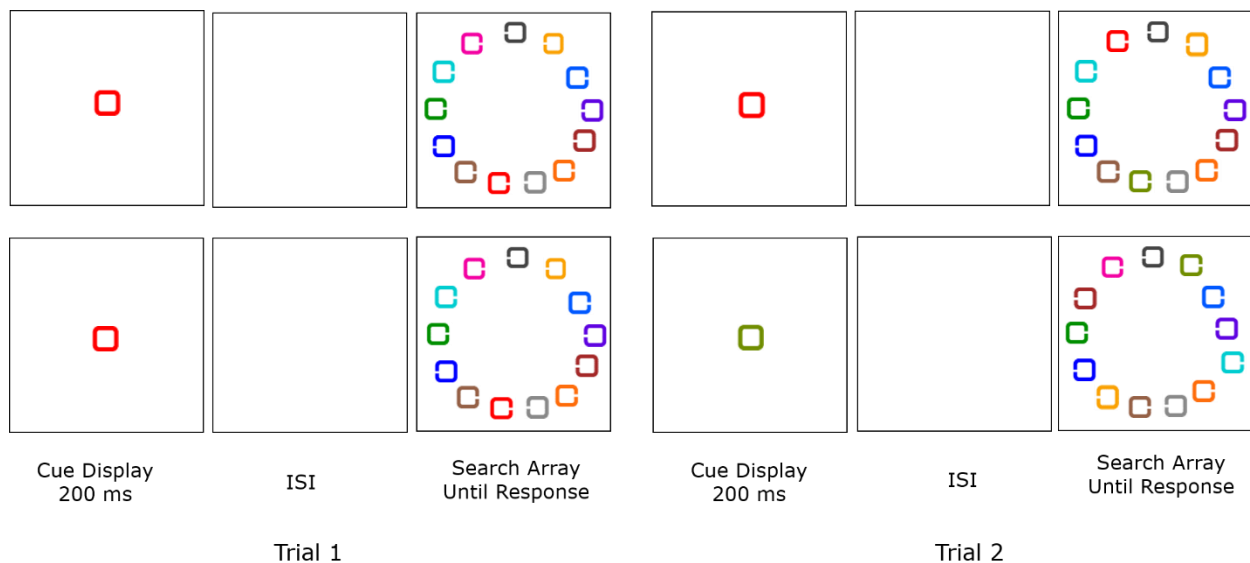 Cue Display
200 ms
ISI
Search Array
Until Response
Cue Display
200 ms
ISI
Search Array
Until Response
Trial 1
Trial 2